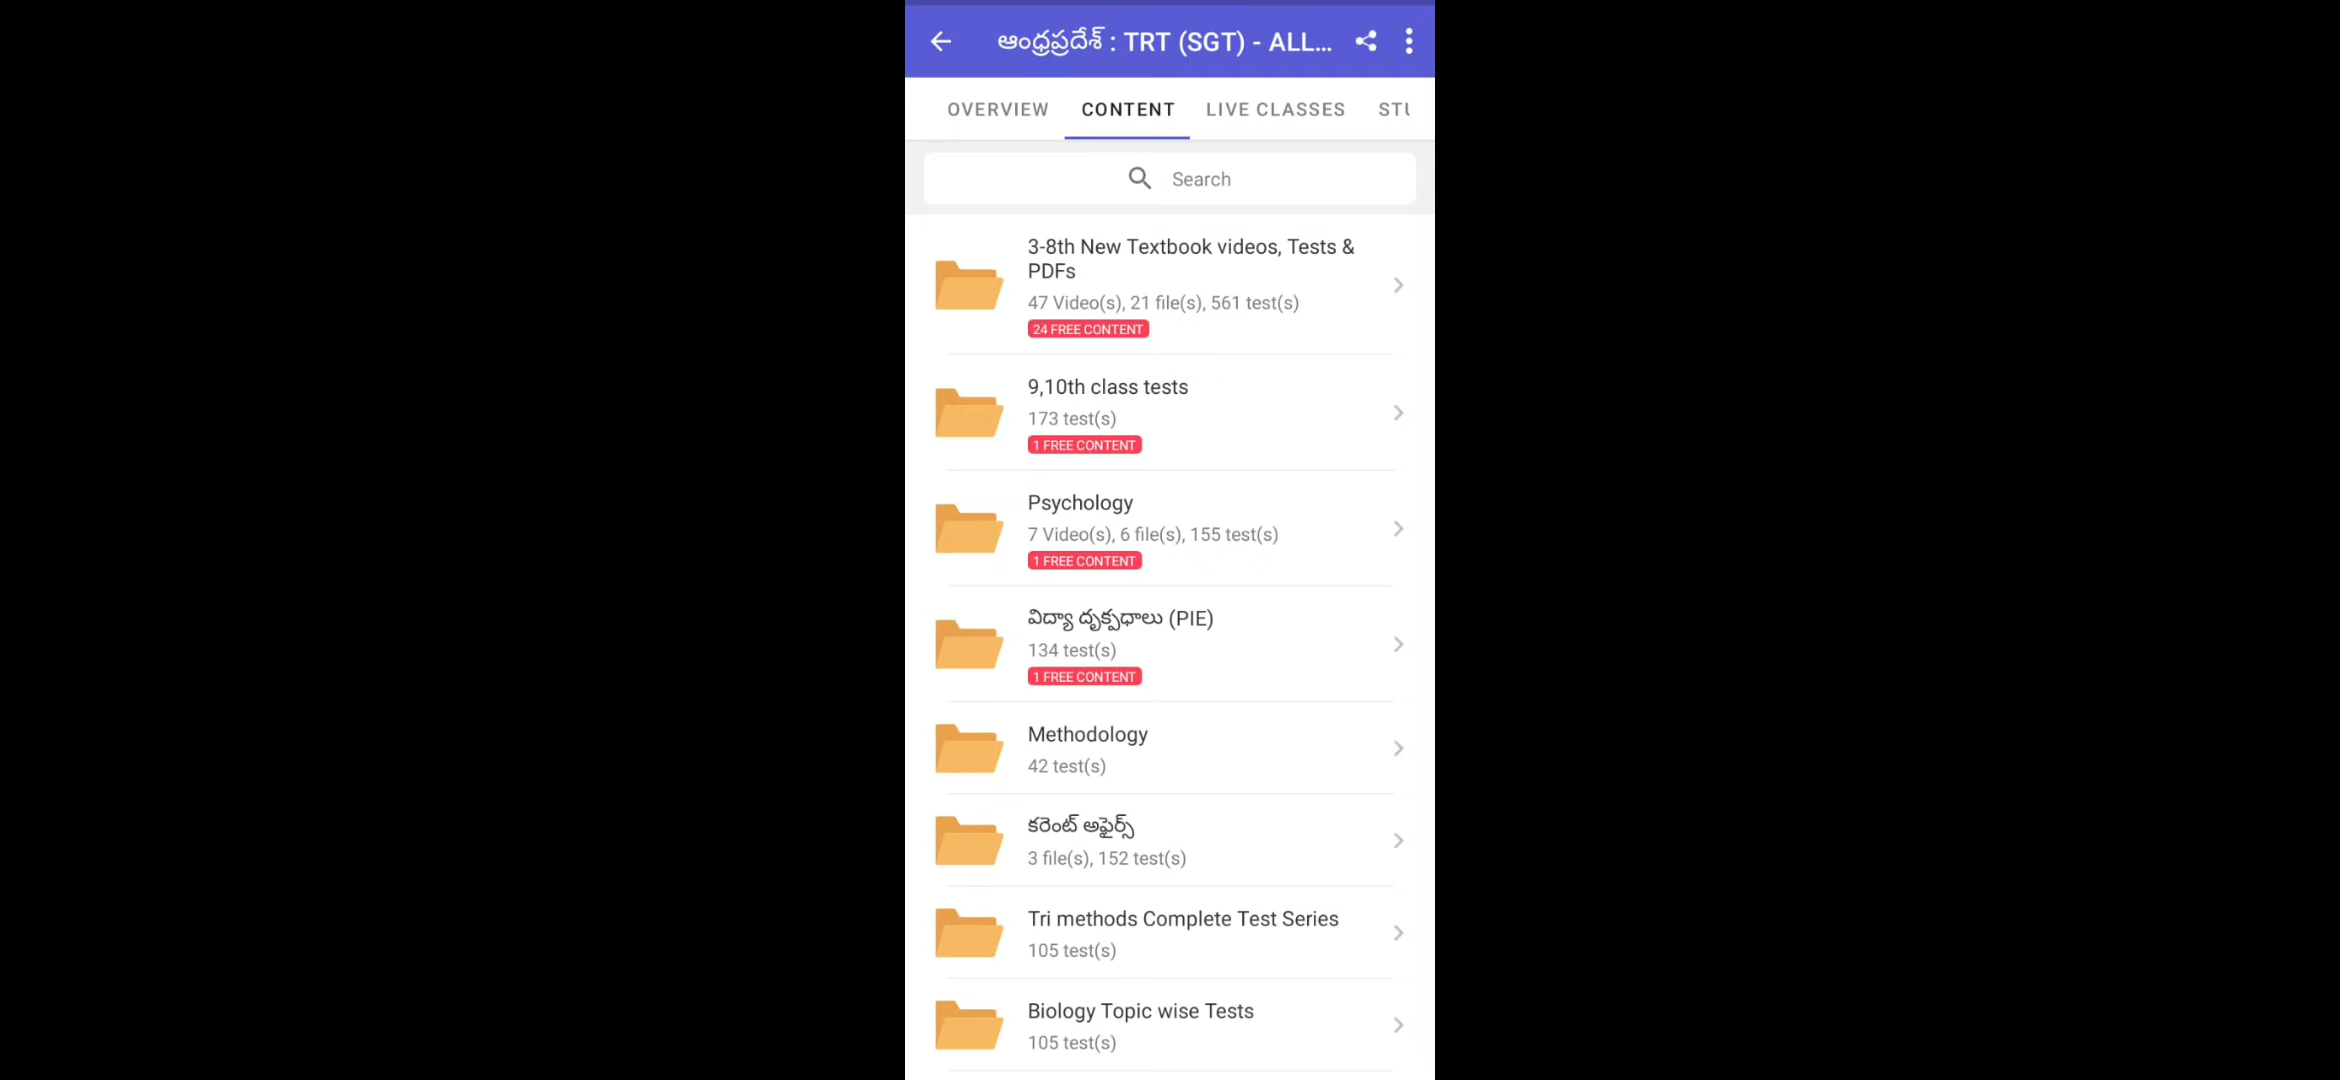 ఆంధ్రప్రదేశ్ : TRT (SGT) - ALL...
OVERVIEW CONTENT LIVE CLASSES STU
Search
3-8th New Textbook videos, Tests &
PDFs
47 Video(s), 21 file(s), 561 test(s)
24 FREE CONTENT
9,10th class tests
173 test(s)
1 FREE CONTENT
Psychology
7 Video(s), 6 file(s), 155 test(s)
1 FREE CONTENT
విద్యా దృక్పధాలు (PIE)
134 test(s)
1 FREE CONTENT
Methodology
42 test(s)
కరెంట్ అఫైర్స్
3 file(s), 152 test(s)
Tri methods Complete Test Series
105 test(s)
Biology Topic wise Tests
105 test(s)